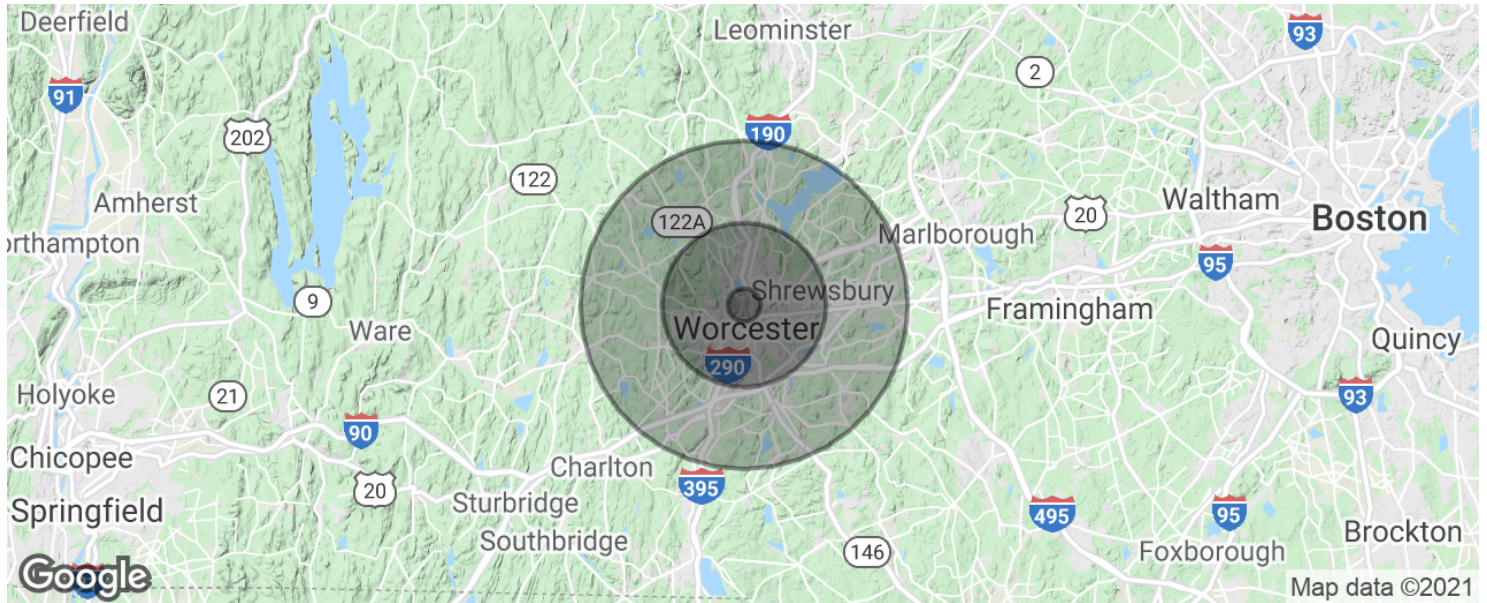 Deerfield
Leominster
93
2
91
190
202
122
Amherst
Waltham
20
122A
Boston
orthampton
Marlborough
95
9
Shrewsbury
Framingham
Ware
Worcester
Quincy
290
21
Holyoke
93
90
Chicopee
Charlton
395
20
Sturbridge
Springfield
495
95
Brockton
Southbridge
146
Foxborough
Google
Map data ©2021